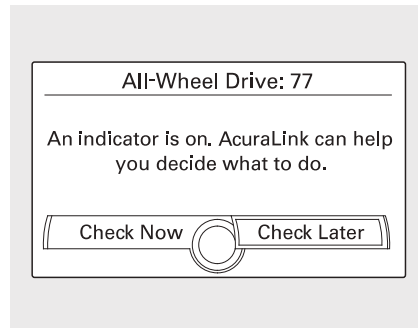 All-Wheel Drive: 77
An indicator is on. AcuraLink can help
you decide what to do.
Check Now
Check Later